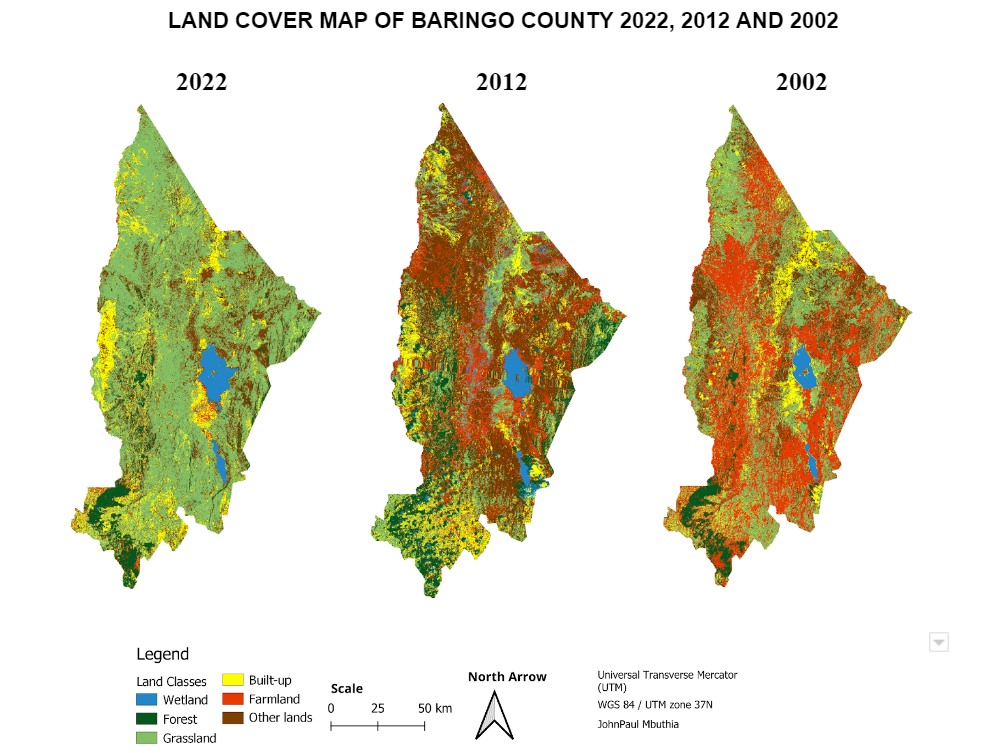 LAND COVER MAP OF BARINGO COUNTY 2022, 2012 AND 2002
2022
2012
2002
Legend
Land Classes
Wetland
Forest
Grassland
Built-up
Farmland
Other lands
Scale
0 25 50 km
North Arrow
Universal Transverse Mercator
(UTM)
WGS 84 / UTM zone 37N
JohnPaul Mbuthia